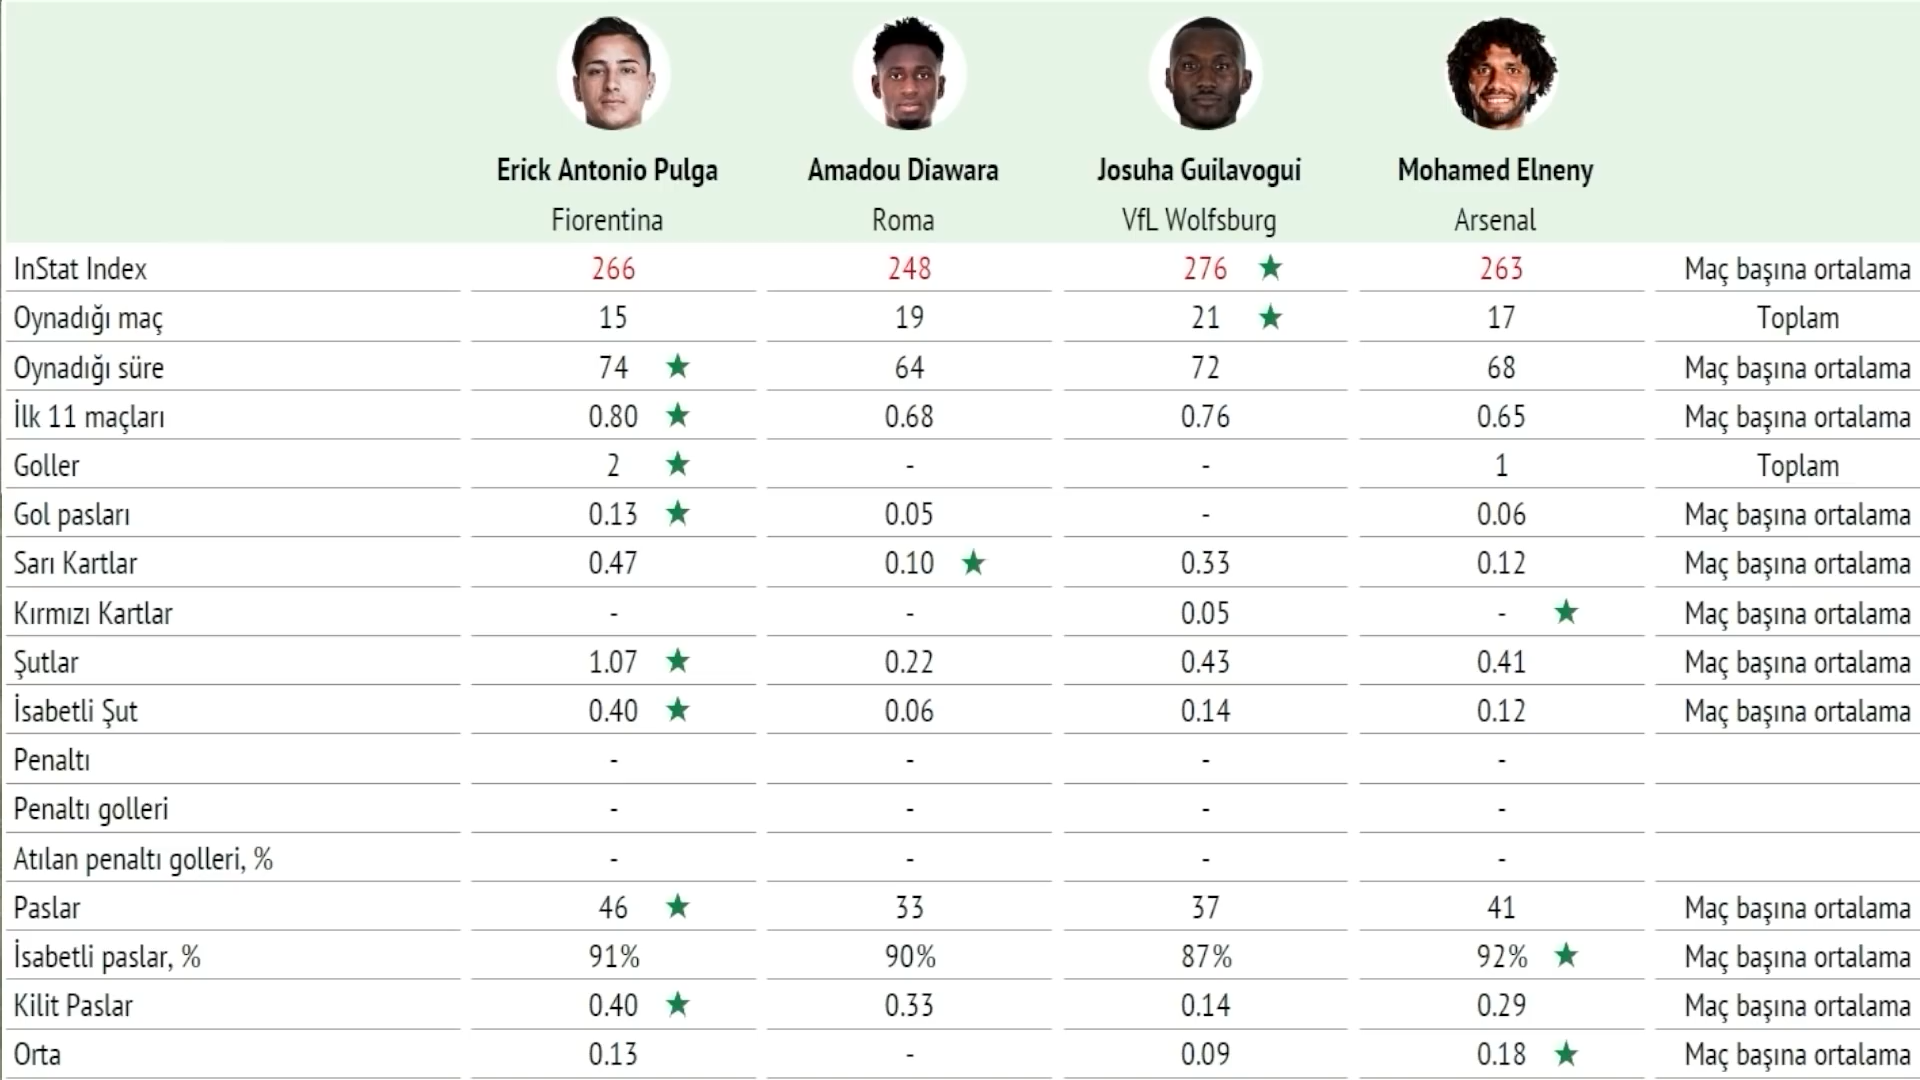 Erick Antonio Pulga Amadou Diawara Josuha Guilavogui Mohamed Elneny
Fiorentina Roma VfL Wolfsburg Arsenal
InStat Index 266 248 276 ★ 263 Maç başına ortalama
Oynadığı maç 15 19 21 ★ 17 Toplam
Oynadığı süre 74 ★ 64 72 68 Maç başına ortalama
İlk 11 maçları 0.80 ★ 0.68 0.76 0.65 Maç başına ortalama
Goller 2 ★ - - 1 Toplam
Gol pasları 0.13 ★ 0.05 - 0.06 Maç başına ortalama
Sarı Kartlar 0.47 0.10 ★ 0.33 0.12 Maç başına ortalama
Kırmızı Kartlar - - 0.05 - ★ Maç başına ortalama
Şutlar 1.07 ★ 0.22 0.43 0.41 Maç başına ortalama
İsabetli Şut 0.40 ★ 0.06 0.14 0.12 Maç başına ortalama
Penaltı - - - -
Penaltı golleri - - - -
Atılan penaltı golleri, % - - - -
Paslar 46 ★ 33 37 41 Maç başına ortalama
İsabetli paslar, % 91% 90% 87% 92% ★ Maç başına ortalama
Kilit Paslar 0.40 ★ 0.33 0.14 0.29 Maç başına ortalama
Orta 0.13 - 0.09 0.18 ★ Maç başına ortalama